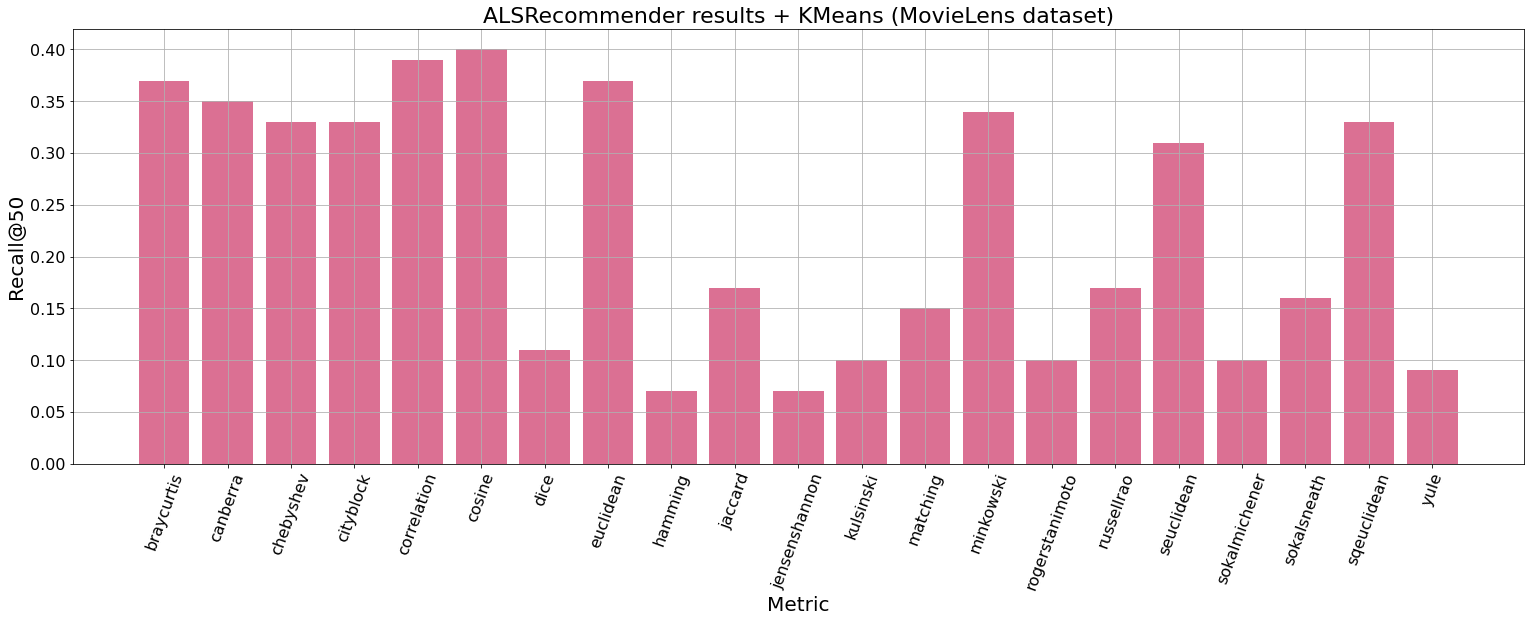 ALSRecommender results + KMeans (MovieLens dataset)
Recall@50
0.40
0.35
0.30
0.25
0.20
0.15
0.10
0.05
0.00
braycurtis
canberra
chebyshev
cityblock
correlation
cosine
dice
euclidean
hamming
jaccard
jensenshannon
kulsinski
matching
minkowski
rogerstanimoto
russellrao
seuclidean
sokalmichener
sokalsneath
sqeuclidean
yule
Metric